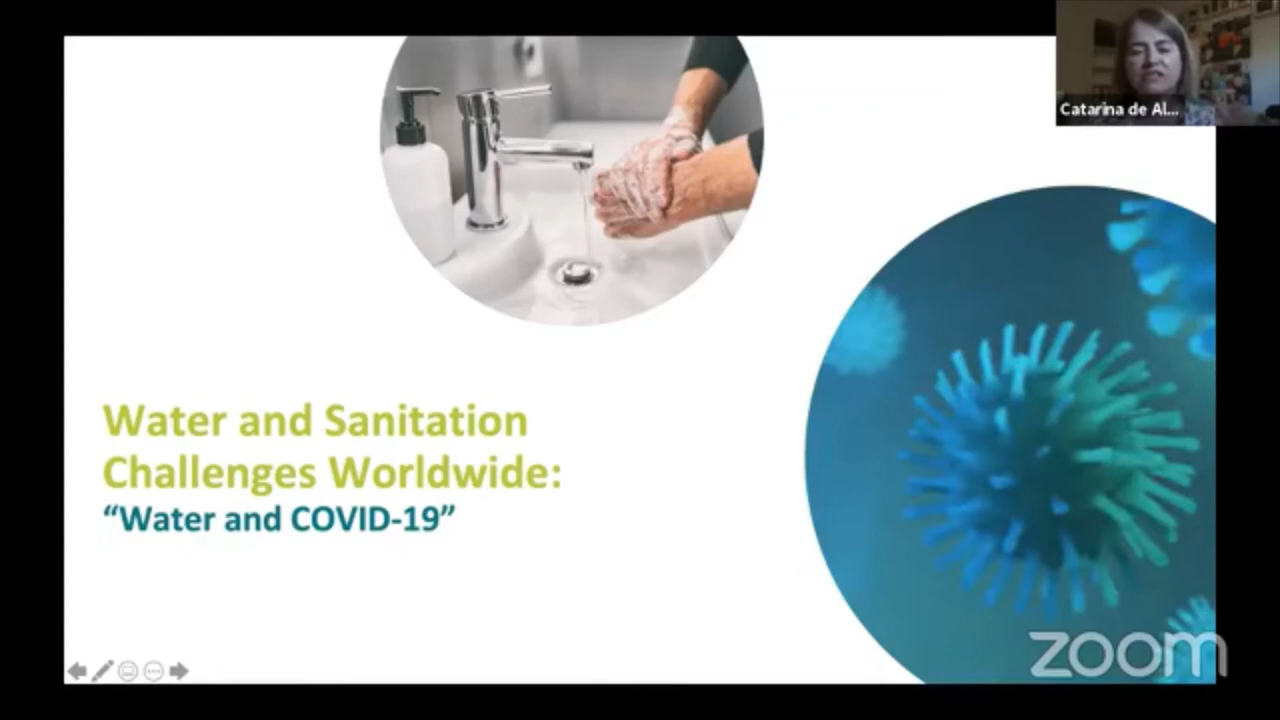 Catarina de Al...
Water and Sanitation
Challenges Worldwide:
“Water and COVID-19”
zoom